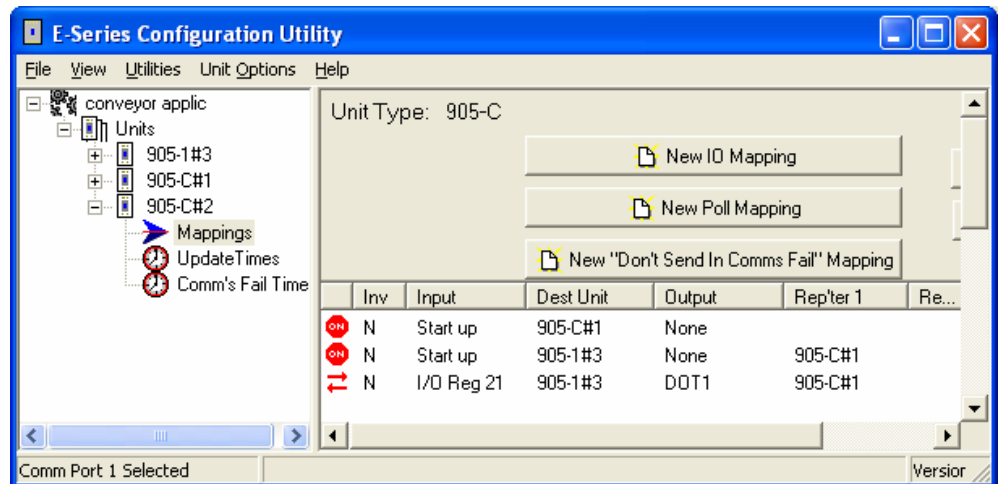 E-Series Configuration Utility
File View Utilities Unit Options Help
conveyor applic
Units
905-1#3
905-C#1
905-C#2
Mappings
UpdateTimes
Comm's Fail Time
Unit Type: 905-C
New IO Mapping
New Poll Mapping
New "Don't Send In Comms Fail" Mapping
Inv Input Dest Unit Output Rep'ter 1 Re...
ON N Start up 905-C#1 None
ON N Start up 905-1#3 None 905-C#1
N I/O Reg 21 905-1#3 DOT1 905-C#1
Comm Port 1 Selected
Version